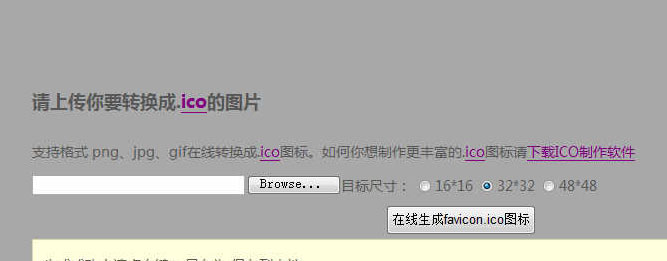 请上传你要转换成.ico的图片
支持格式 png、jpg、gif在线转换成.ico图标。如何你想制作更丰富的.ico图标请下载ICO制作软件
Browse... 目标尺寸： 16*16 32*32 48*48
在线生成favicon.ico图标